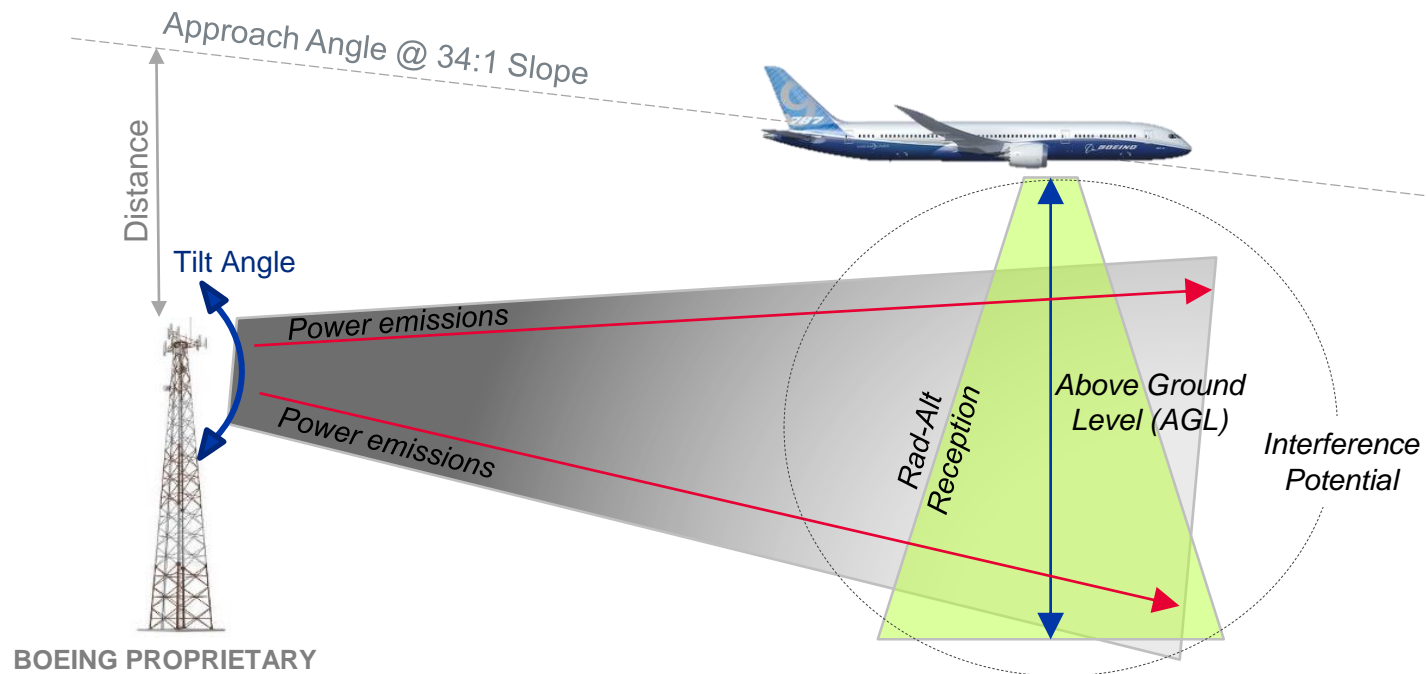 Approach Angle @ 34:1 Slope
Distance
787
BOEING
Tilt Angle
Power emissions
Power emissions
Rad-Alt
Reception
Above Ground
Level (AGL)
Interference
Potential
BOEING PROPRIETARY